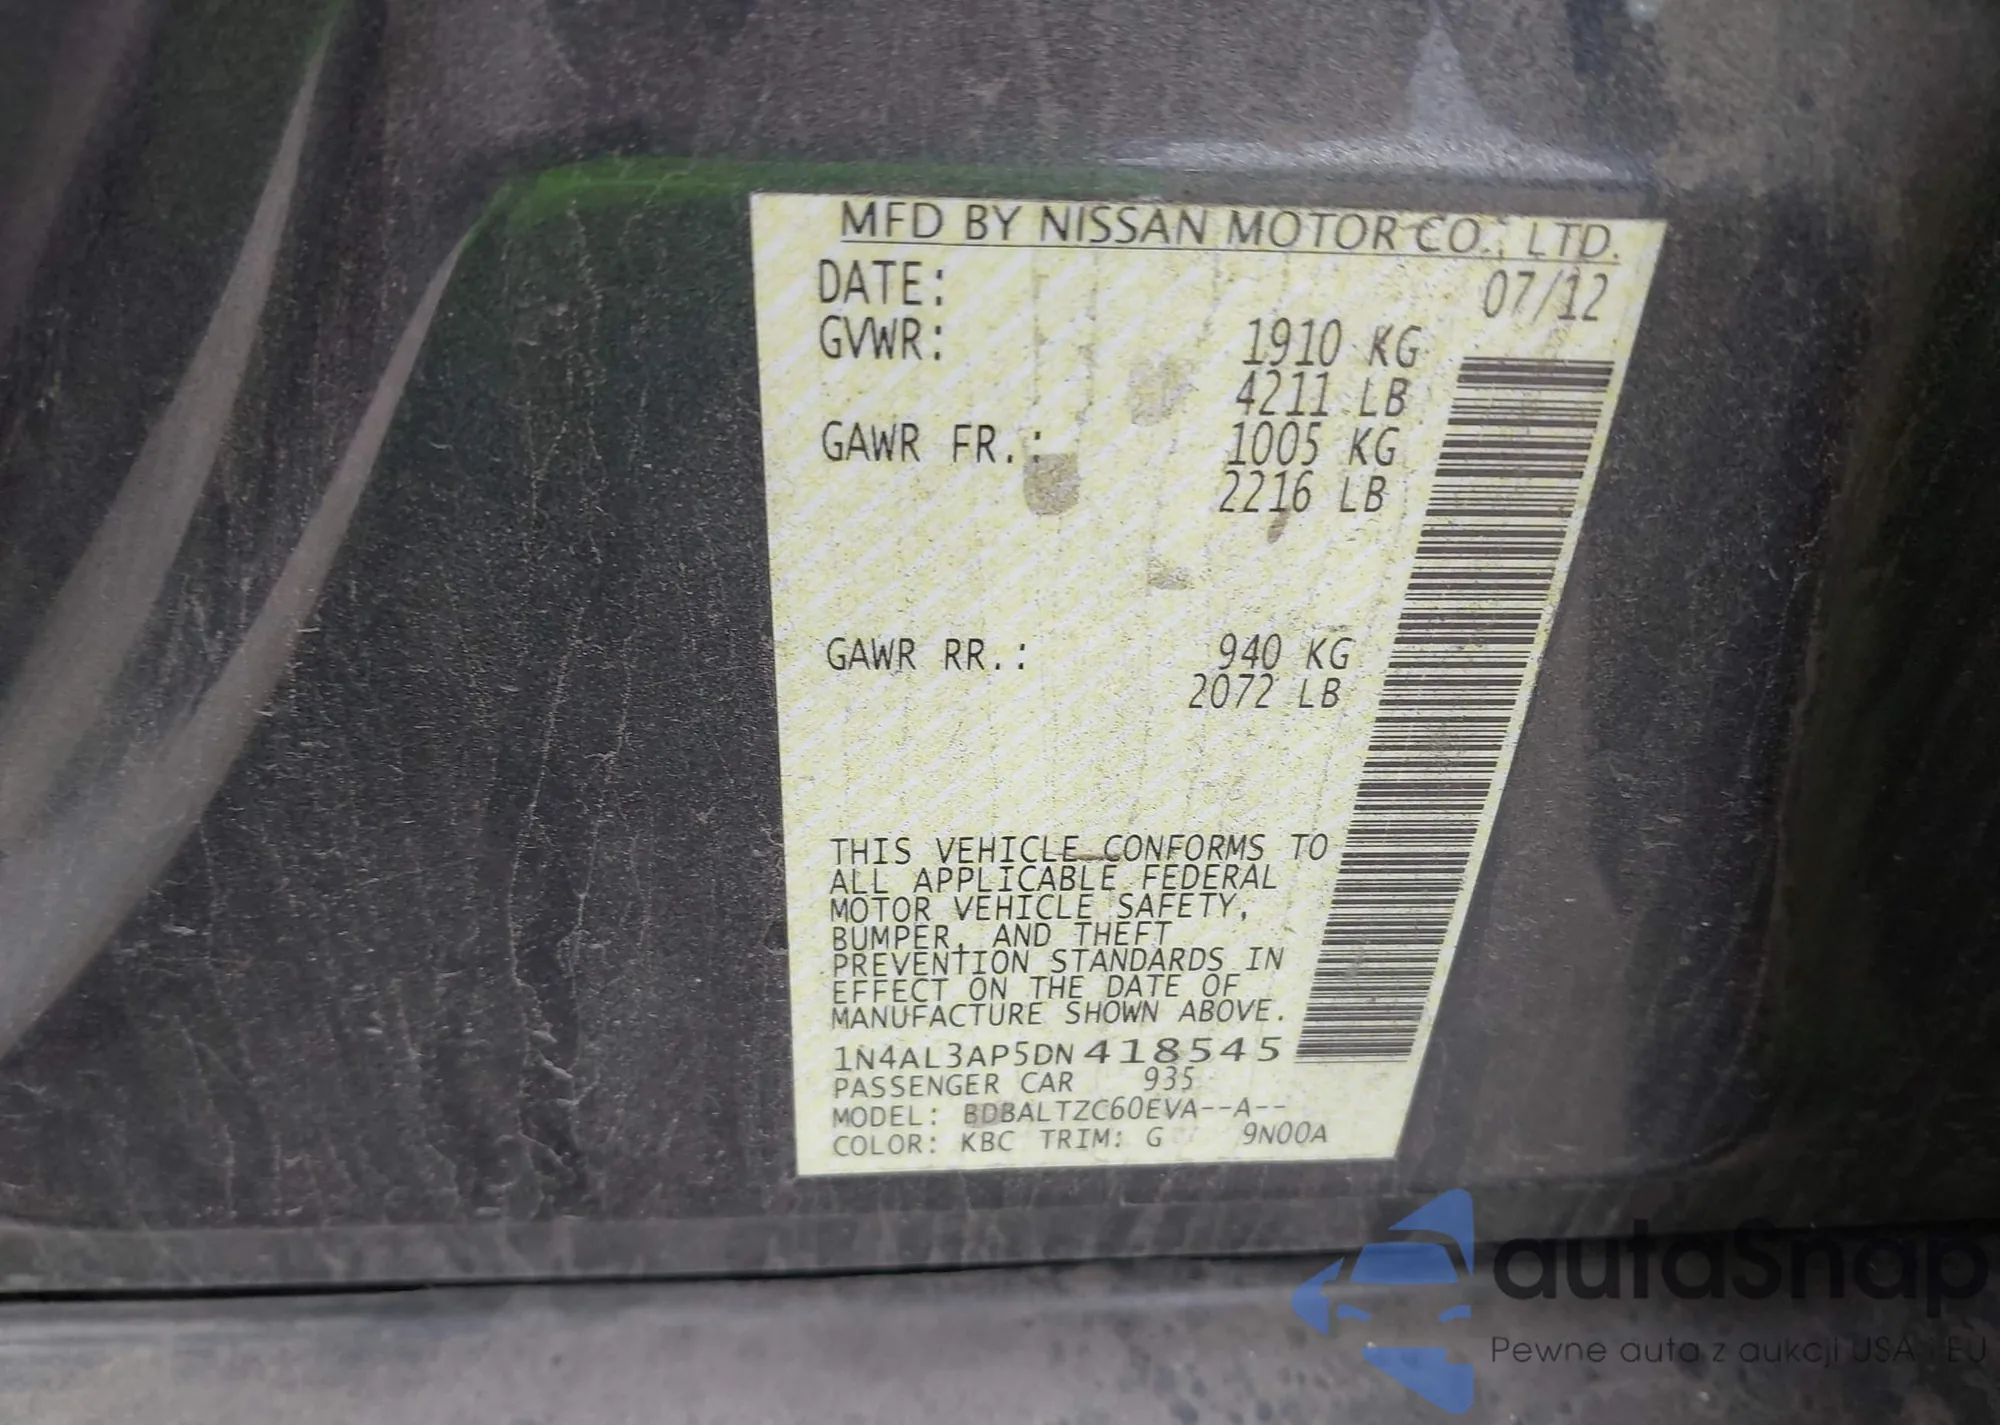 MFD BY NISSAN MOTOR CO., LTD.
DATE: 07/12
GVWR: 1910 KG
4211 LB
GAWR FR.: 1005 KG
2216 LB
GAWR RR.: 940 KG
2072 LB
THIS VEHICLE CONFORMS TO
ALL APPLICABLE FEDERAL
MOTOR VEHICLE SAFETY,
BUMPER, AND THEFT
PREVENTION STANDARDS IN
EFFECT ON THE DATE OF
MANUFACTURE SHOWN ABOVE.
1N4AL3AP5DN418545
PASSENGER CAR 935
MODEL: BDBALTZC60EVA--A--
COLOR: KBC TRIM: G 9N00A
autaSnap
Pewne auta z aukcji USA i EU